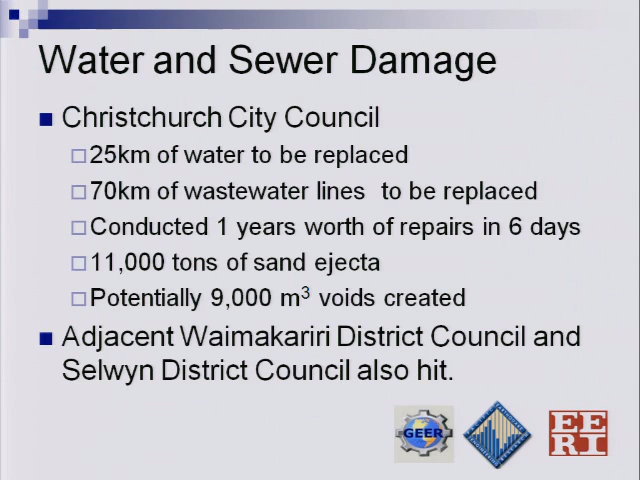 Water and Sewer Damage
Christchurch City Council
25km of water to be replaced
70km of wastewater lines to be replaced
Conducted 1 years worth of repairs in 6 days
11,000 tons of sand ejecta
Potentially 9,000 m³ voids created
Adjacent Waimakariri District Council and
Selwyn District Council also hit.
GEER
EE
RI